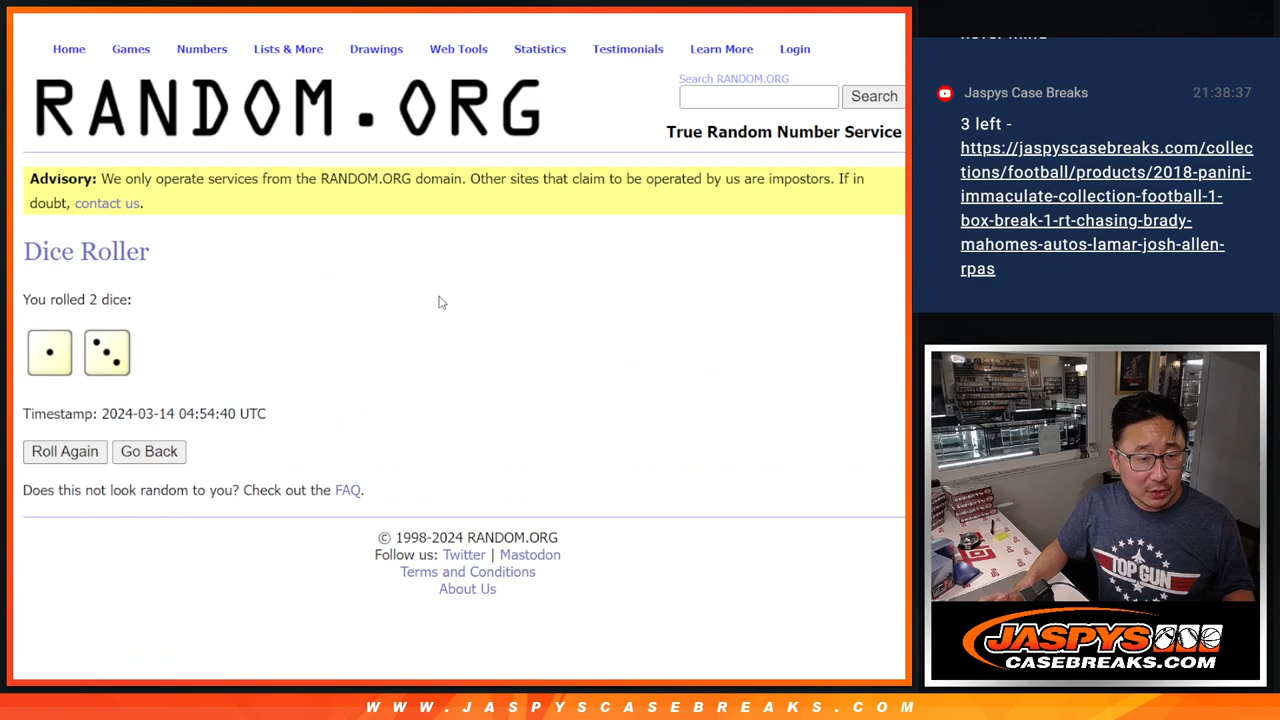 Home Games Numbers Lists & More Drawings Web Tools Statistics Testimonials Learn More Login
RANDOM.ORG
Search RANDOM.ORG
Search
True Random Number Service
Advisory: We only operate services from the RANDOM.ORG domain. Other sites that claim to be operated by us are impostors. If in
doubt, contact us.
Dice Roller
You rolled 2 dice:
Timestamp: 2024-03-14 04:54:40 UTC
Roll Again Go Back
Does this not look random to you? Check out the FAQ.
© 1998-2024 RANDOM.ORG
Follow us: Twitter | Mastodon
Terms and Conditions
About Us
never mind
Jaspys Case Breaks 21:38:37
3 left -
https://jaspyscasebreaks.com/collec
tions/football/products/2018-panini-
immaculate-collection-football-1-
box-break-1-rt-chasing-brady-
mahomes-autos-lamar-josh-allen-
rpas
TOP GUN
JASPYS
CASEBREAKS.COM
WWW.JASPYSCASEBREAKS.COM